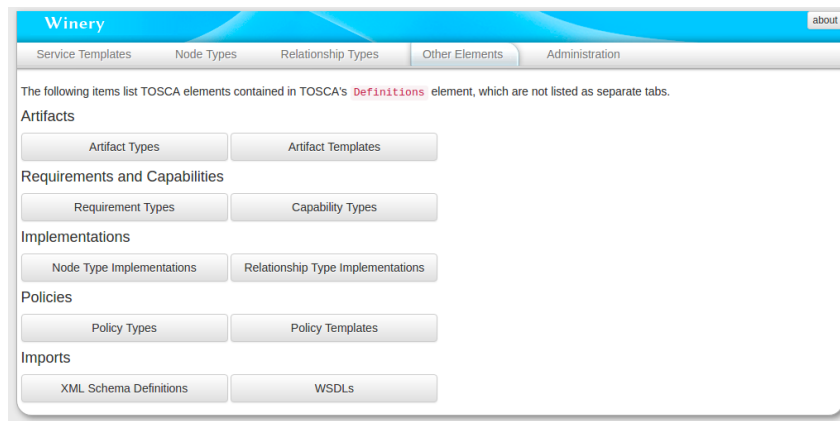 Winery
about
Service Templates Node Types Relationship Types Other Elements Administration
The following items list TOSCA elements contained in TOSCA's Definitions element, which are not listed as separate tabs.
Artifacts
Artifact Types Artifact Templates
Requirements and Capabilities
Requirement Types Capability Types
Implementations
Node Type Implementations Relationship Type Implementations
Policies
Policy Types Policy Templates
Imports
XML Schema Definitions WSDLs